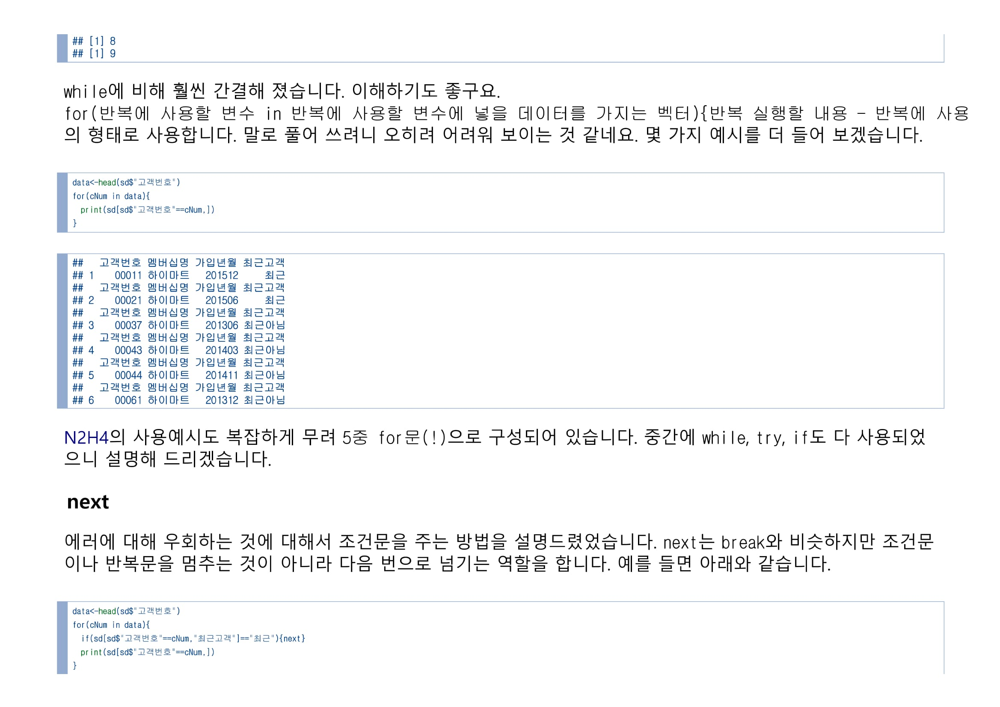 ## [1] 8
## [1] 9
while에 비해 훨씬 간결해 졌습니다. 이해하기도 좋구요.
for(반복에 사용할 변수 in 반복에 사용할 변수에 넣을 데이터를 가지는 벡터){반복 실행할 내용 - 반복에 사용
의 형태로 사용합니다. 말로 풀어 쓰려니 오히려 어려워 보이는 것 같네요. 몇 가지 예시를 더 들어 보겠습니다.
data<-head(sd$"고객번호")
for(cNum in data){
  print(sd[sd$"고객번호"==cNum,])
}
##   고객번호 멤버십명 가입년월 최근고객
## 1    00011 하이마트   201512     최근
##   고객번호 멤버십명 가입년월 최근고객
## 2    00021 하이마트   201506     최근
##   고객번호 멤버십명 가입년월 최근고객
## 3    00037 하이마트   201306 최근아님
##   고객번호 멤버십명 가입년월 최근고객
## 4    00043 하이마트   201403 최근아님
##   고객번호 멤버십명 가입년월 최근고객
## 5    00044 하이마트   201411 최근아님
##   고객번호 멤버십명 가입년월 최근고객
## 6    00061 하이마트   201312 최근아님
N2H4의 사용예시도 복잡하게 무려 5중 for문(!)으로 구성되어 있습니다. 중간에 while, try, if도 다 사용되었
으니 설명해 드리겠습니다.
next
에러에 대해 우회하는 것에 대해서 조건문을 주는 방법을 설명드렸었습니다. next는 break와 비슷하지만 조건문
이나 반복문을 멈추는 것이 아니라 다음 번으로 넘기는 역할을 합니다. 예를 들면 아래와 같습니다.
data<-head(sd$"고객번호")
for(cNum in data){
  if(sd[sd$"고객번호"==cNum,"최근고객"]=="최근"){next}
  print(sd[sd$"고객번호"==cNum,])
}